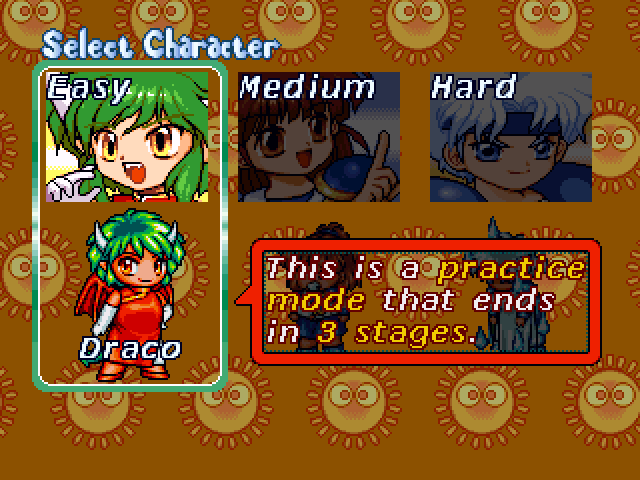 Select Character
Easy
Medium
Hard
Draco
This is a practice
mode that ends
in 3 stages.